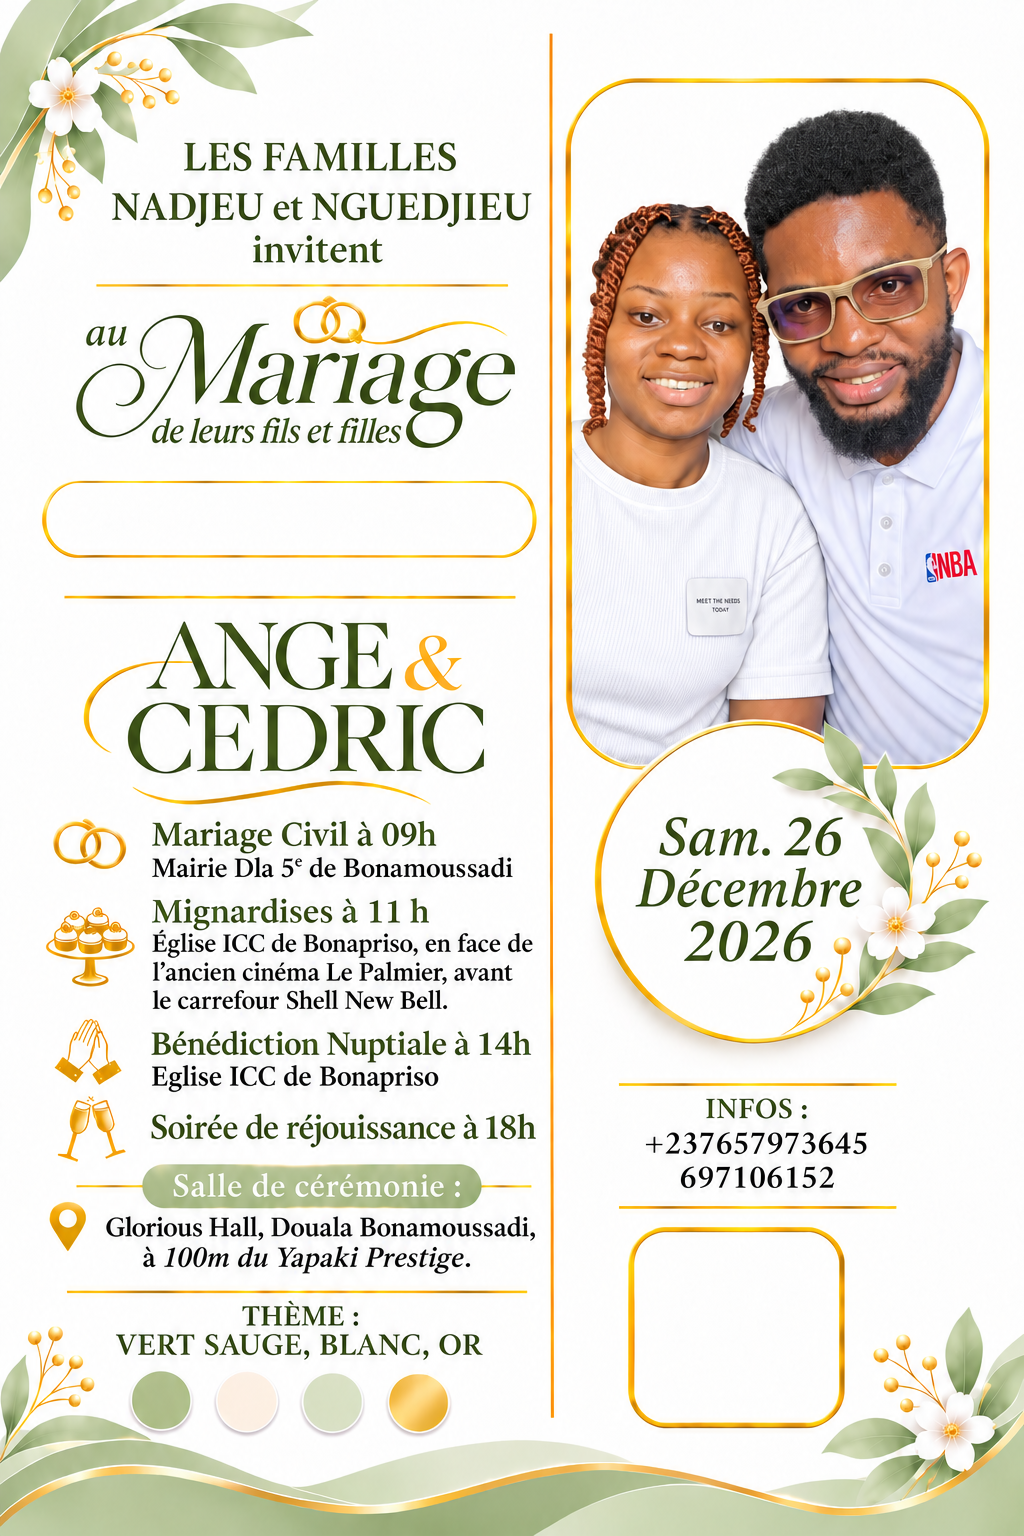 LES FAMILLES
NADJEU et NGUEDJIEU
invitent
au Mariage
de leurs fils et filles
ANGE &
CEDRIC
Mariage Civil à 09h
Mairie Dla 5e de Bonamoussadi
Mignardises à 11 h
Église ICC de Bonapriso, en face de
l'ancien cinéma Le Palmier, avant
le carrefour Shell New Bell.
Bénédiction Nuptiale à 14h
Eglise ICC de Bonapriso
Soirée de réjouissance à 18h
Salle de cérémonie :
Glorious Hall, Douala Bonamoussadi,
à 100m du Yapaki Prestige.
THÈME :
VERT SAUGE, BLANC, OR
NBA
MEET THE NEEDS
TODAY
Sam. 26
Décembre
2026
INFOS :
+237657973645
697106152